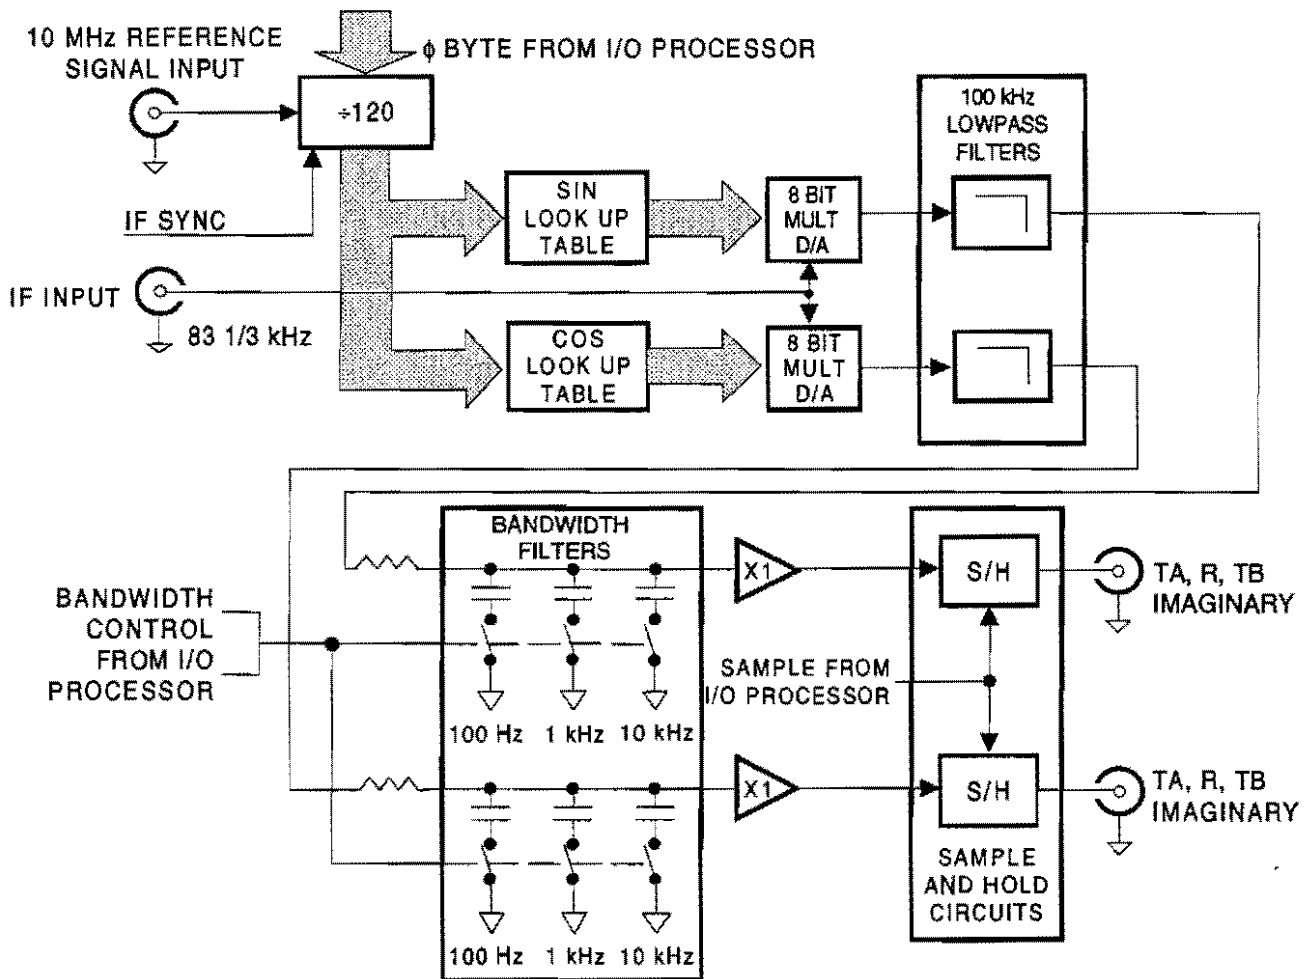 10 MHz REFERENCE
SIGNAL INPUT
ϕ BYTE FROM I/O PROCESSOR
÷120
100 kHz
LOWPASS
FILTERS
SIN
LOOK UP
TABLE
8 BIT
MULT
D/A
IF SYNC
IF INPUT
83 1/3 kHz
COS
LOOK UP
TABLE
8 BIT
MULT
D/A
BANDWIDTH
FILTERS
X1
S/H
TA, R, TB
IMAGINARY
BANDWIDTH
CONTROL
FROM I/O
PROCESSOR
SAMPLE FROM
I/O PROCESSOR
100 Hz
1 kHz
10 kHz
X1
S/H
TA, R, TB
IMAGINARY
SAMPLE
AND HOLD
CIRCUITS
100 Hz
1 kHz
10 kHz